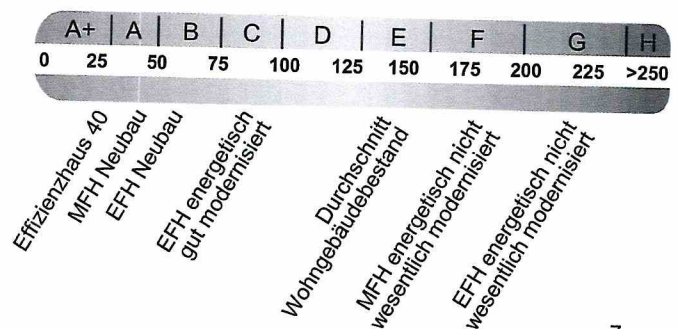 A+ A B C D E F G H
0 25 50 75 100 125 150 175 200 225 >250
Effizienzhaus 40
MFH Neubau
EFH Neubau
EFH energetisch
gut modernisiert
Durchschnitt
Wohngebäudebestand
MFH energetisch nicht
wesentlich modernisiert
EFH energetisch nicht
wesentlich modernisiert